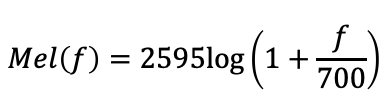 Mel(f) = 2595log(1 + f/700)